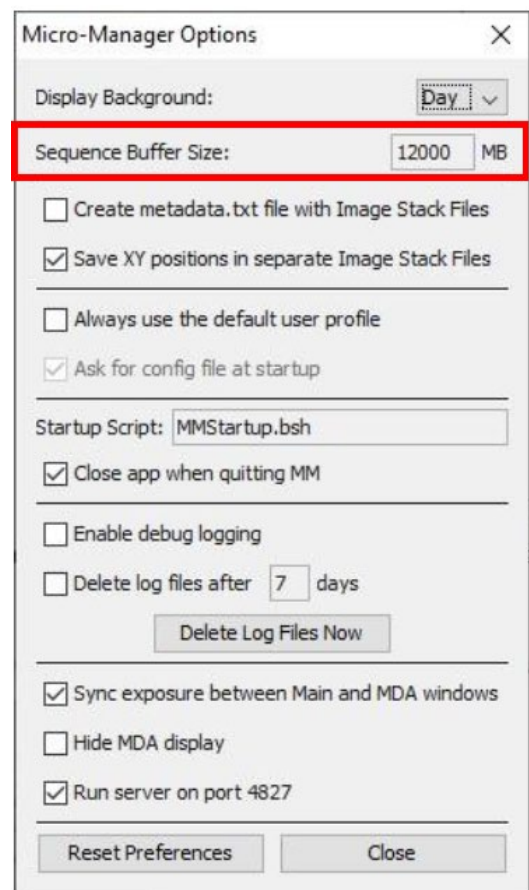 Micro-Manager Options
Display Background: Day
Sequence Buffer Size: 12000 MB
Create metadata.txt file with Image Stack Files
Save XY positions in separate Image Stack Files
Always use the default user profile
Ask for config file at startup
Startup Script: MMStartup.bsh
Close app when quitting MM
Enable debug logging
Delete log files after 7 days
Delete Log Files Now
Sync exposure between Main and MDA windows
Hide MDA display
Run server on port 4827
Reset Preferences Close